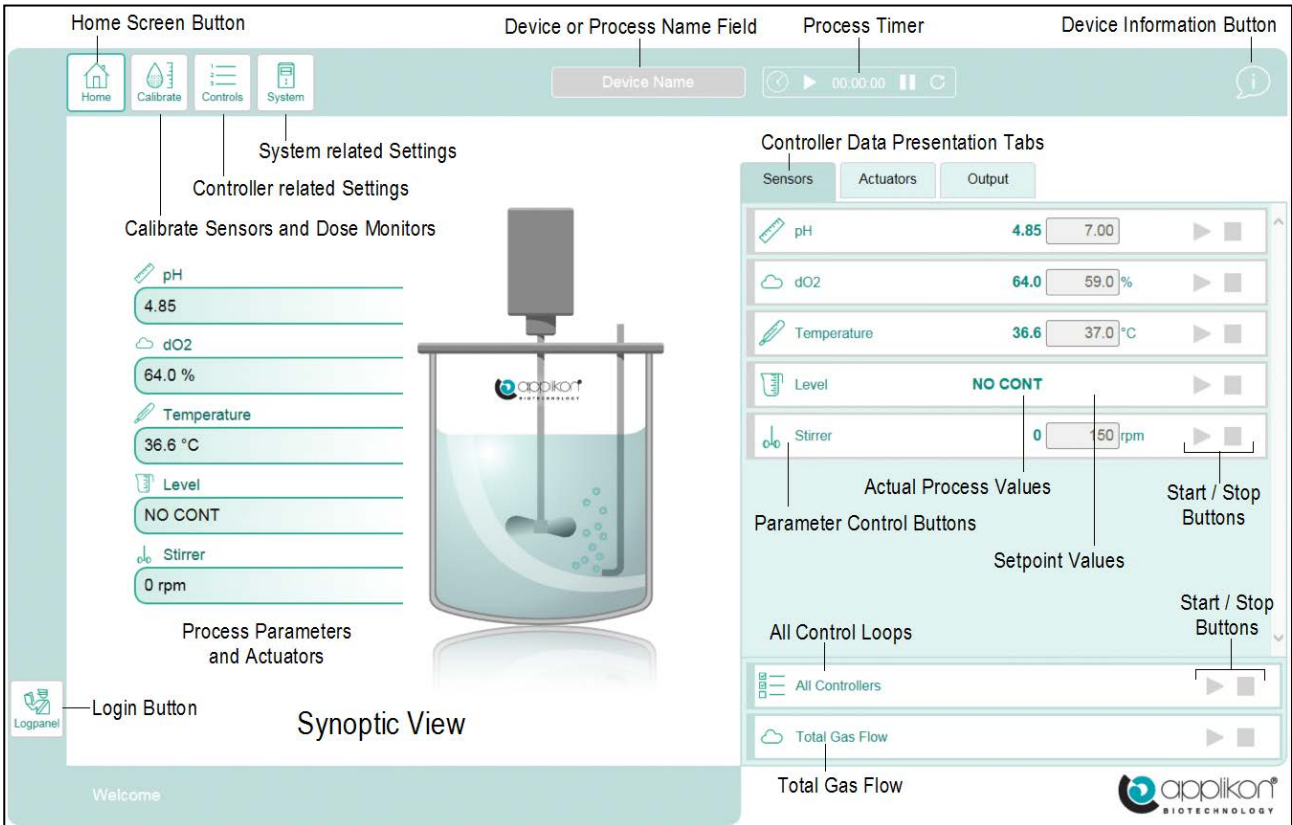 Home Screen Button
Device or Process Name Field
Process Timer
Device Information Button
Home
Calibrate
Controls
System
Device Name
00:00:00
i
System related Settings
Controller related Settings
Calibrate Sensors and Dose Monitors
Controller Data Presentation Tabs
Sensors
Actuators
Output
pH
4.85
dO2
64.0 %
Temperature
36.6 °C
Level
NO CONT
Stirrer
0 rpm
Process Parameters
and Actuators
applikon
BIOTECHNOLOGY
pH 4.85 7.00
dO2 64.0 59.0 %
Temperature 36.6 37.0 °C
Level NO CONT
Stirrer 0 150 rpm
Actual Process Values
Parameter Control Buttons
Setpoint Values
Start / Stop
Buttons
Start / Stop
Buttons
All Control Loops
All Controllers
Total Gas Flow
Total Gas Flow
Logpanel
Login Button
Synoptic View
Welcome
applikon®
BIOTECHNOLOGY